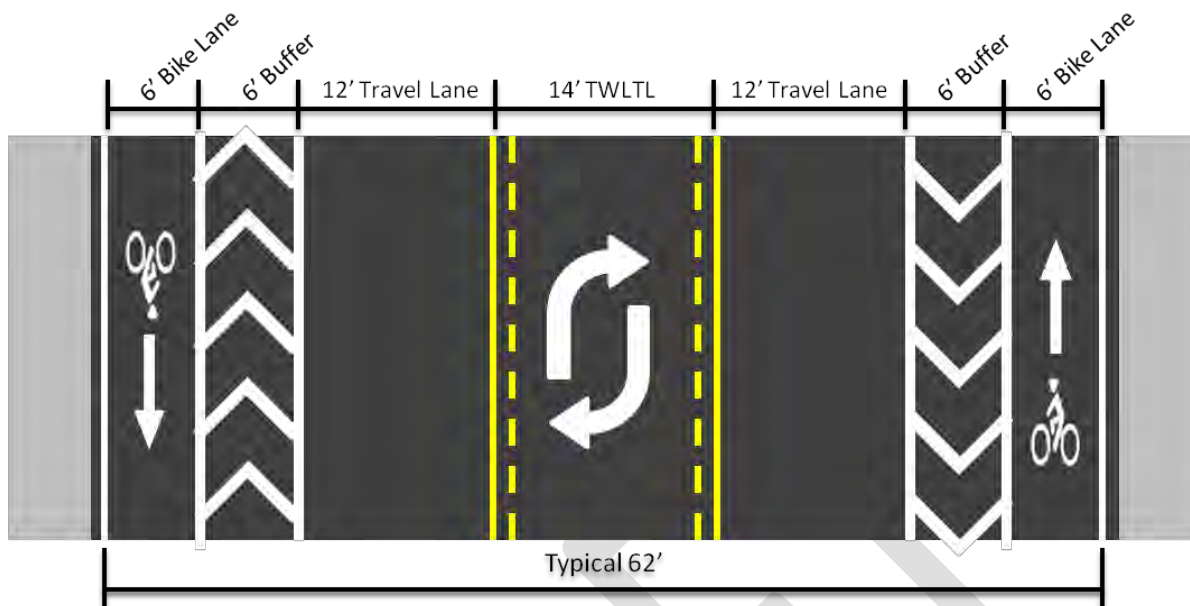 6’ Bike Lane
6’ Buffer
12’ Travel Lane
14’ TWLTL
12’ Travel Lane
6’ Buffer
6’ Bike Lane
Typical 62’